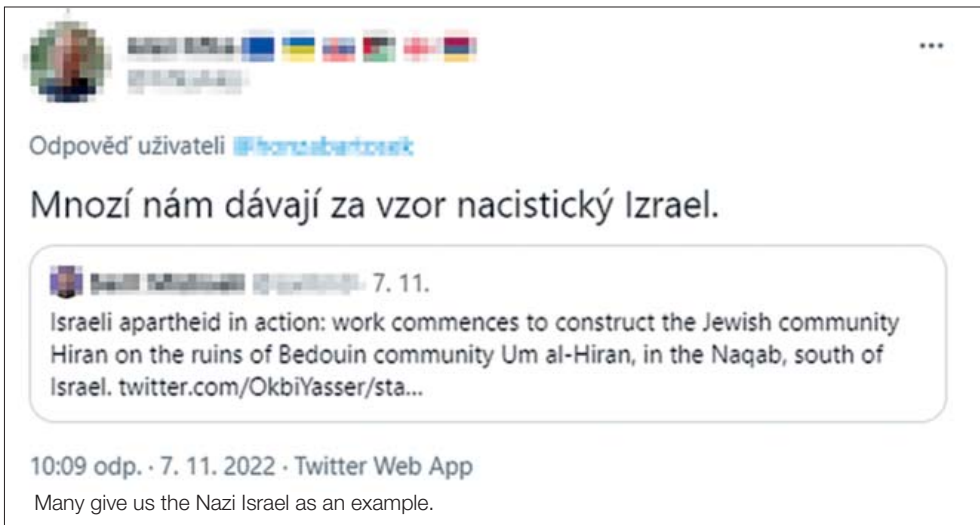 Odpověď uživateli
Mnozí nám dávají za vzor nacistický Izrael.
7. 11.
Israeli apartheid in action: work commences to construct the Jewish community
Hiran on the ruins of Bedouin community Um al-Hiran, in the Naqab, south of
Israel. twitter.com/OkbiYasser/sta...
10:09 odp. · 7. 11. 2022 · Twitter Web App
Many give us the Nazi Israel as an example.